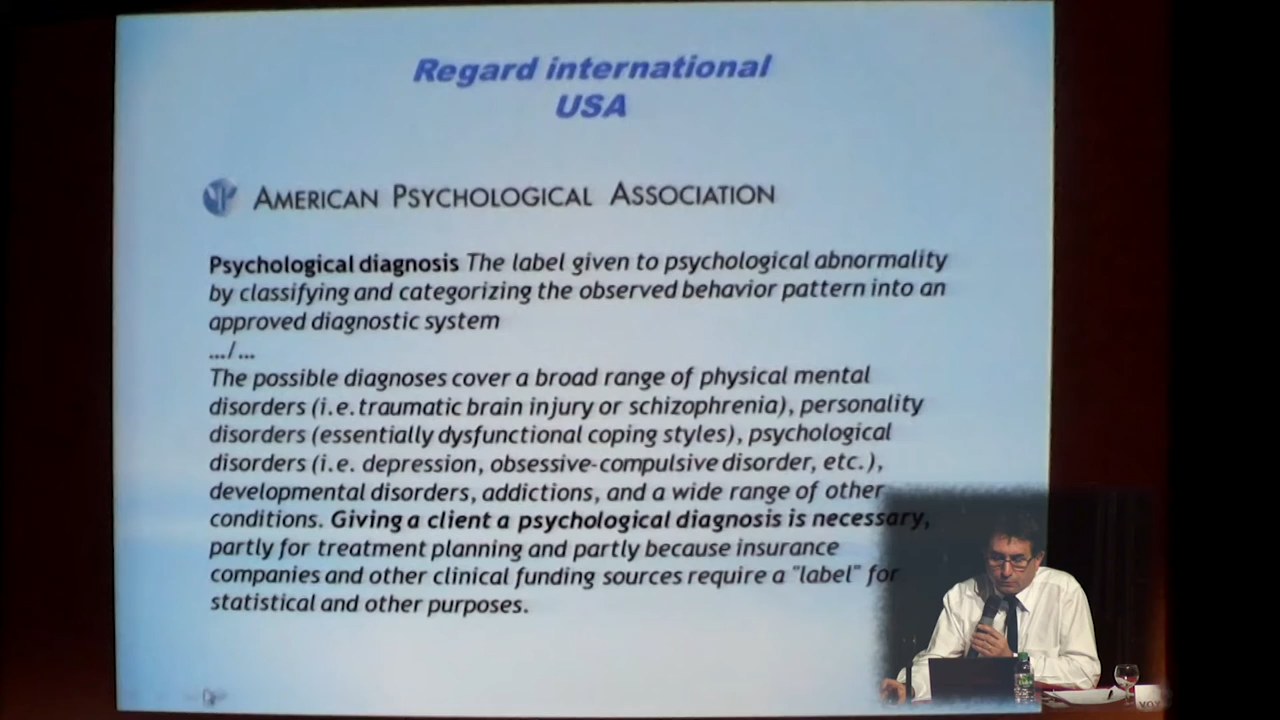 Regard international
USA
AMERICAN PSYCHOLOGICAL ASSOCIATION
Psychological diagnosis The label given to psychological abnormality
by classifying and categorizing the observed behavior pattern into an
approved diagnostic system
.../...
The possible diagnoses cover a broad range of physical mental
disorders (i.e. traumatic brain injury or schizophrenia), personality
disorders (essentially dysfunctional coping styles), psychological
disorders (i.e. depression, obsessive-compulsive disorder, etc.),
developmental disorders, addictions, and a wide range of other
conditions. Giving a client a psychological diagnosis is necessary,
partly for treatment planning and partly because insurance
companies and other clinical funding sources require a "label" for
statistical and other purposes.